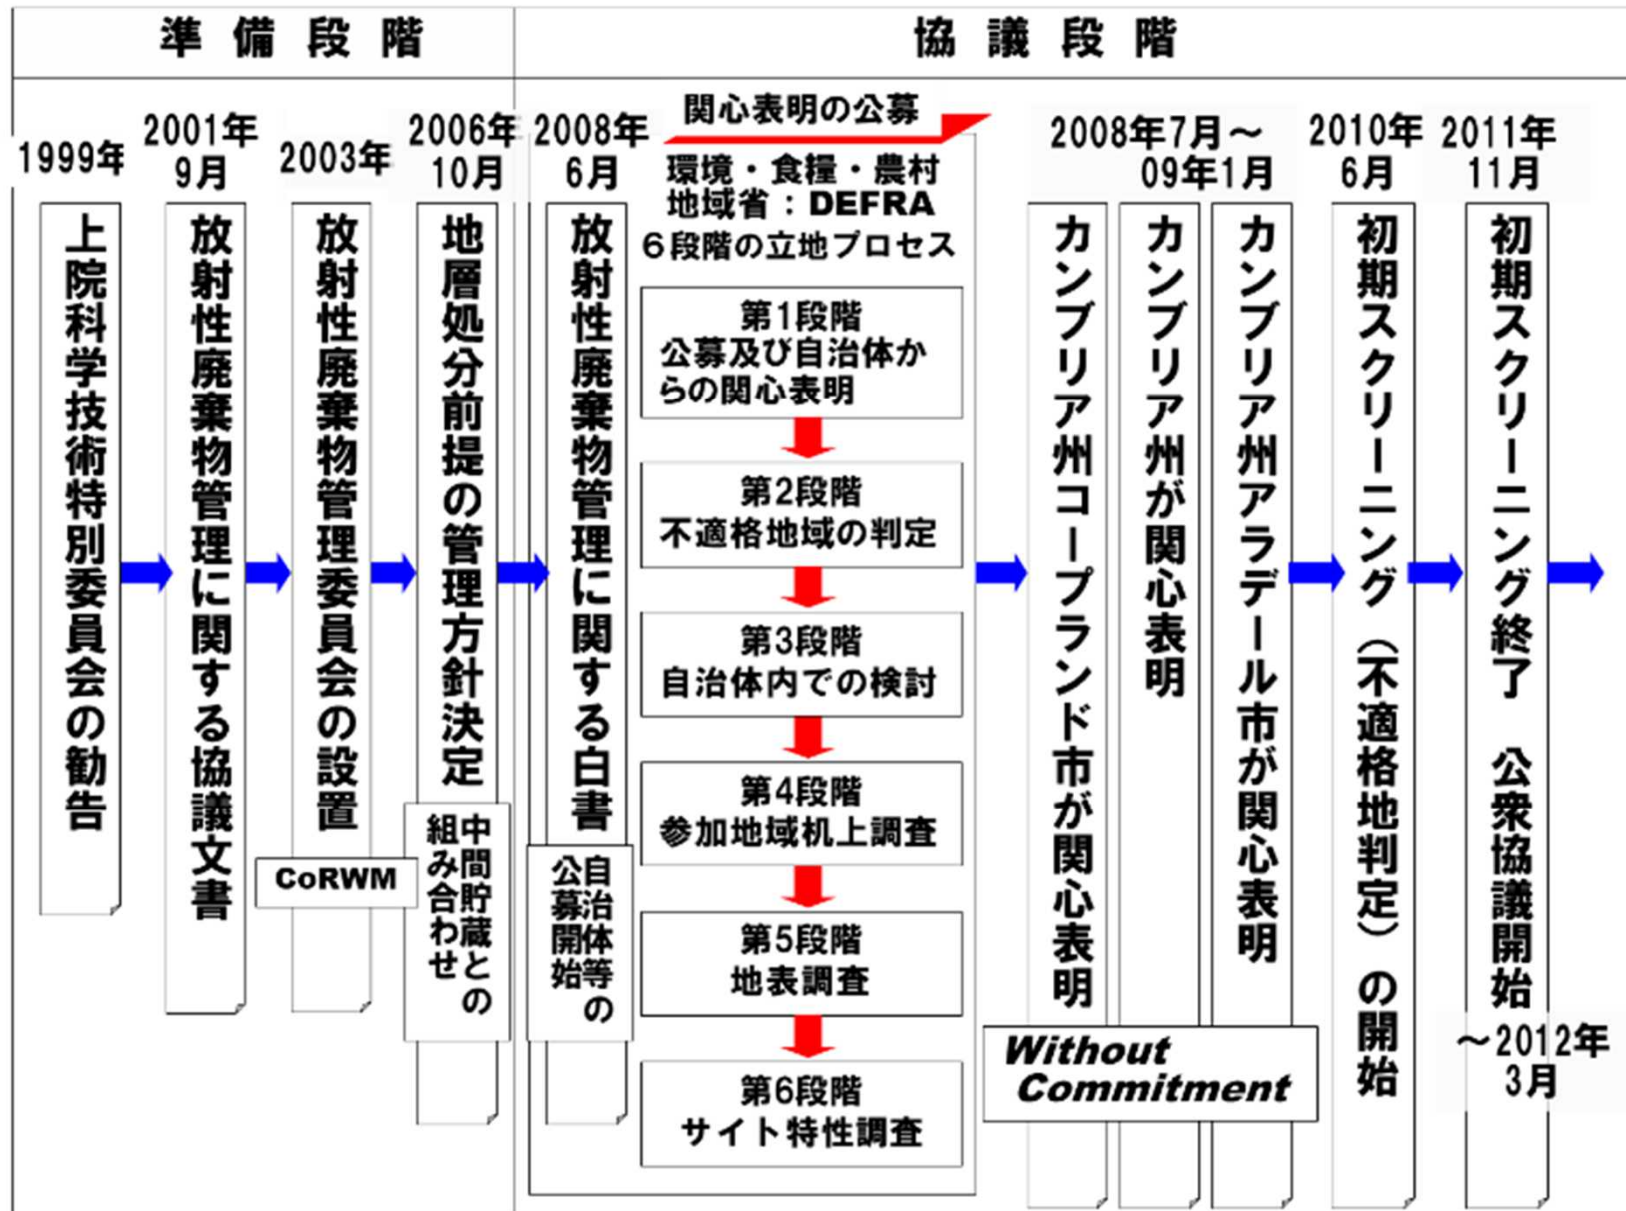 準備段階
協議段階
1999年
上院科学技術特別委員会の勧告
2001年
9月
放射性廃棄物管理に関する協議文書
2003年
放射性廃棄物管理委員会の設置
CoRWM
2006年
10月
地層処分前提の管理方針決定
中間貯蔵との
組み合わせ
2008年
6月
放射性廃棄物管理に関する白書
自治体等の
公募開始
関心表明の公募
環境・食糧・農村
地域省：DEFRA
６段階の立地プロセス
第1段階
公募及び自治体か
らの関心表明
第2段階
不適格地域の判定
第3段階
自治体内での検討
第4段階
参加地域机上調査
第5段階
地表調査
第6段階
サイト特性調査
2008年7月～
09年1月
カンブリア州コープランド市が関心表明
カンブリア州が関心表明
カンブリア州アラデール市が関心表明
Without
Commitment
2010年
6月
初期スクリーニング（不適格地判定）の開始
2011年
11月
初期スクリーニング終了　公衆協議開始
～2012年
3月